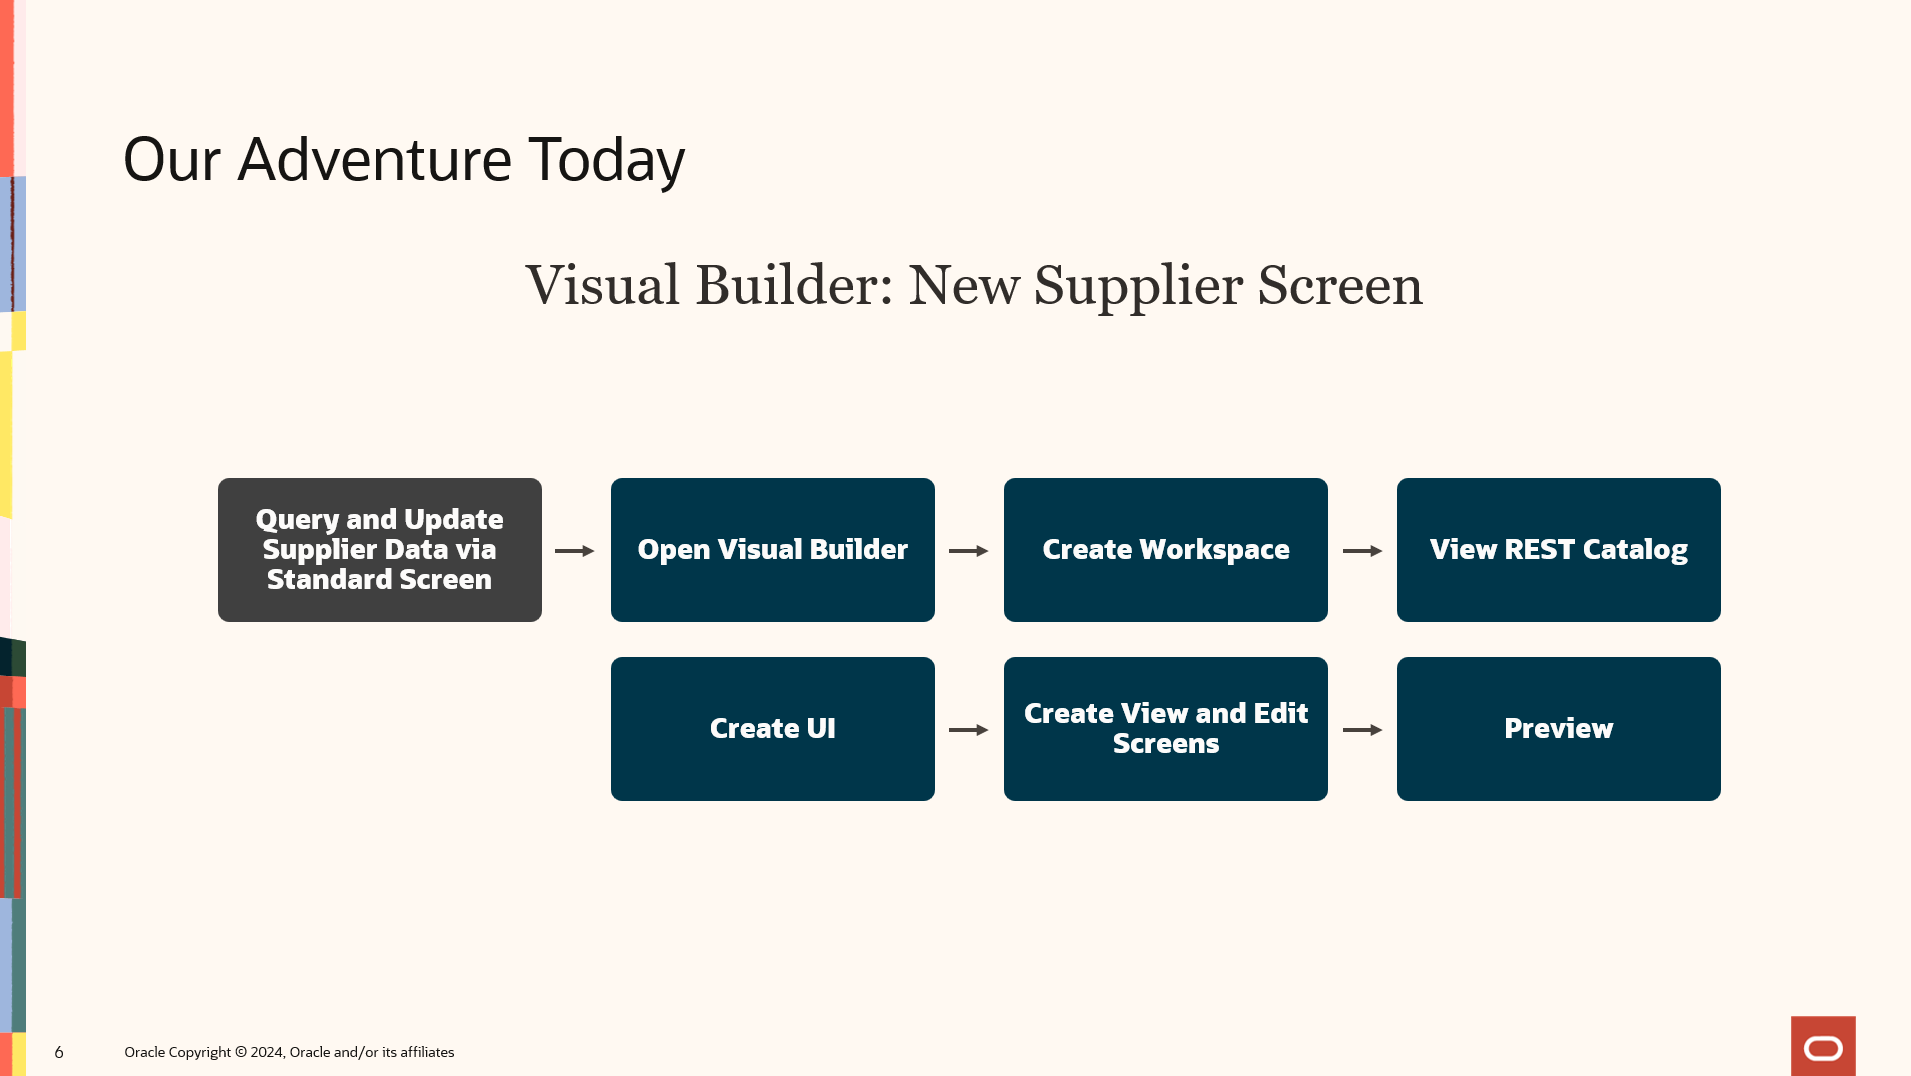 Our Adventure Today
Visual Builder: New Supplier Screen
Query and Update
Supplier Data via
Standard Screen
Open Visual Builder
Create Workspace
View REST Catalog
Create UI
Create View and Edit
Screens
Preview
6
Oracle Copyright © 2024, Oracle and/or its affiliates